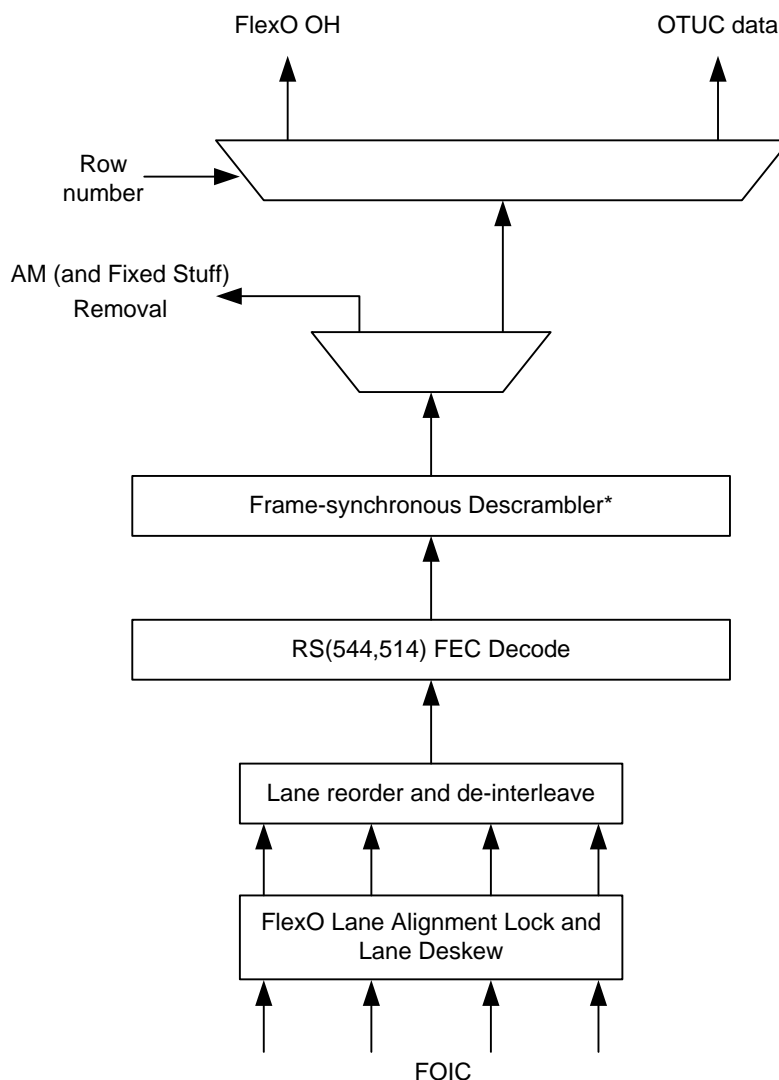 FlexO OH
OTUC data
Row
number
AM (and Fixed Stuff)
Removal
Frame-synchronous Descrambler*
RS(544,514) FEC Decode
Lane reorder and de-interleave
FlexO Lane Alignment Lock and
Lane Deskew
FOIC